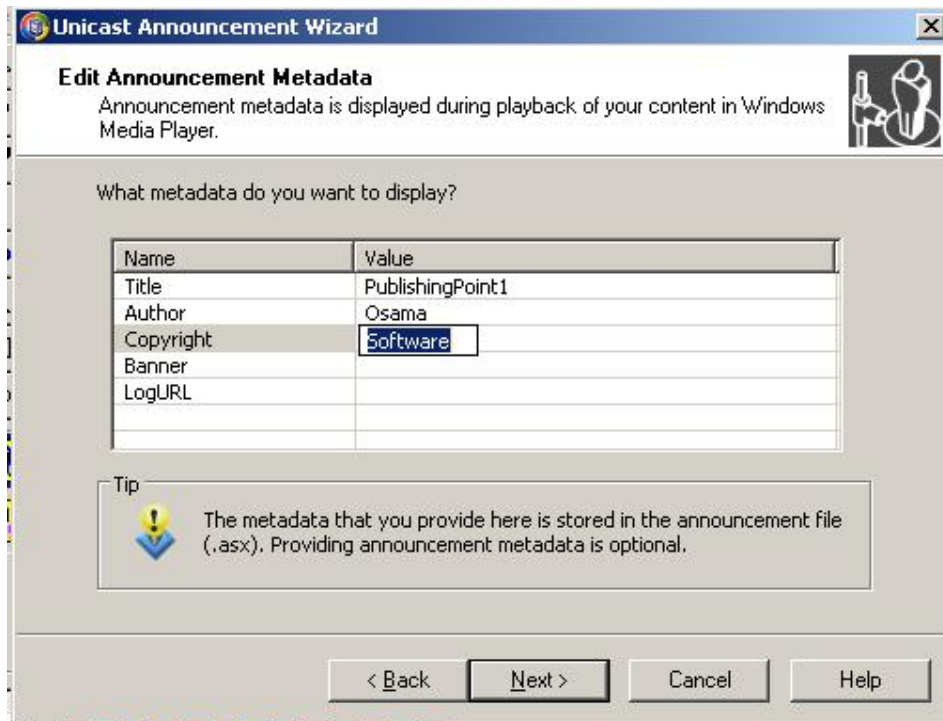 Unicast Announcement Wizard
Edit Announcement Metadata
Announcement metadata is displayed during playback of your content in Windows
Media Player.
What metadata do you want to display?
Name Value
Title PublishingPoint1
Author Osama
Copyright Software
Banner
LogURL
Tip
The metadata that you provide here is stored in the announcement file
(.asx). Providing announcement metadata is optional.
< Back Next > Cancel Help